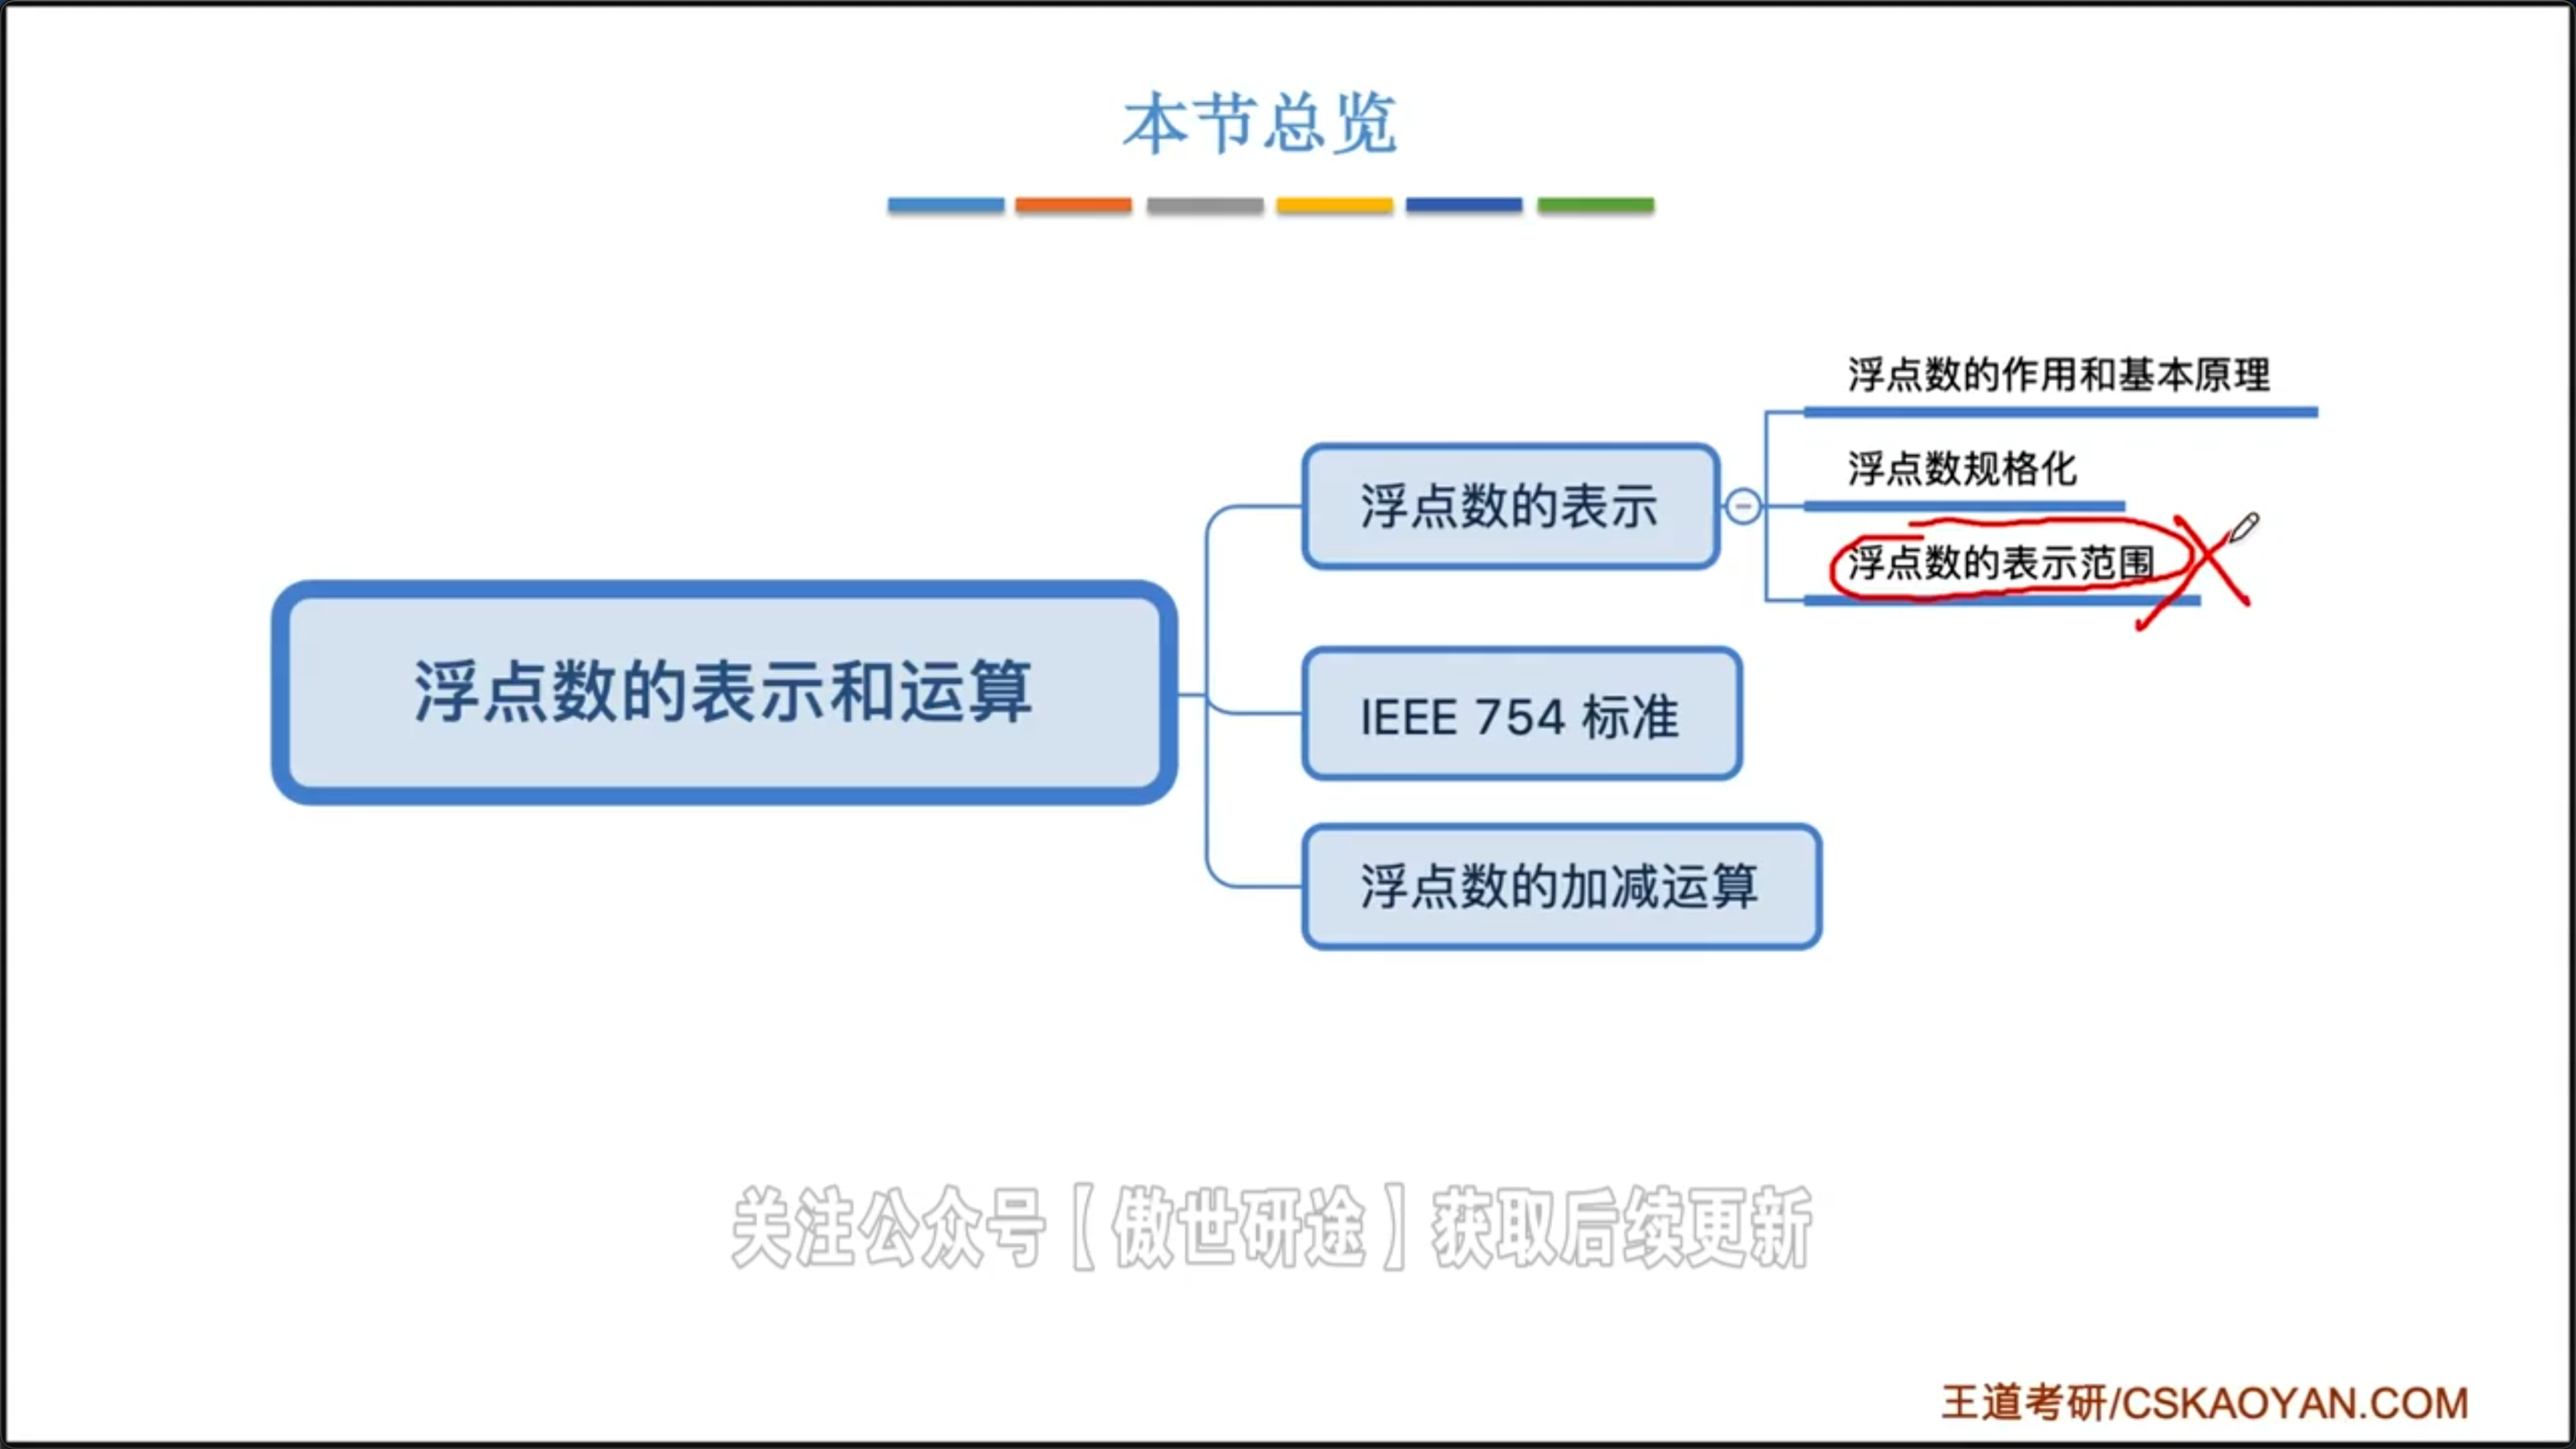 本节总览
浮点数的作用和基本原理
浮点数规格化
浮点数的表示范围
浮点数的表示
浮点数的表示和运算
IEEE 754 标准
浮点数的加减运算
关注公众号【傲世研途】获取后续更新
王道考研/CSKAOYAN.COM